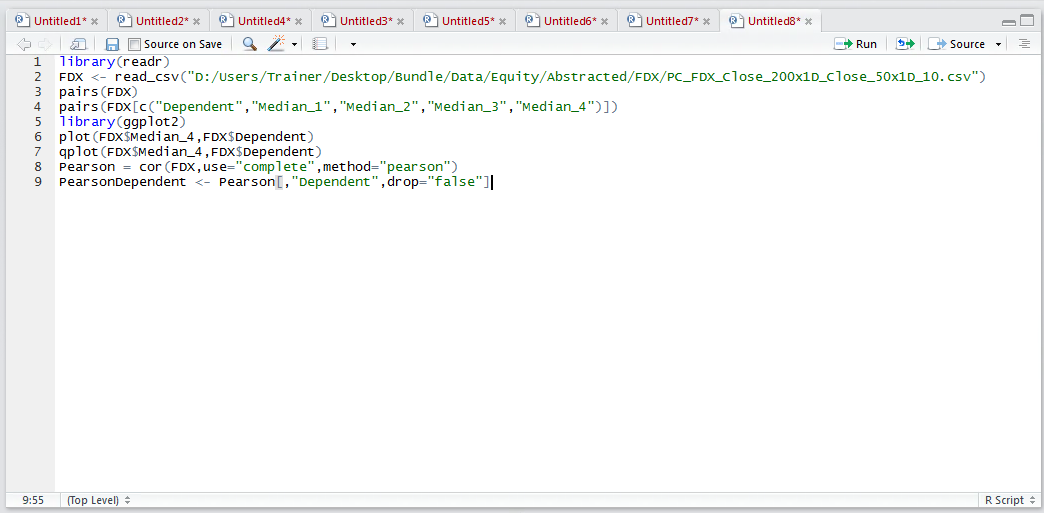 Untitled1* Untitled2* Untitled4* Untitled3* Untitled5* Untitled6* Untitled7* Untitled8*
Source on Save Run Source
1 library(readr)
2 FDX <- read_csv("D:/Users/Trainer/Desktop/Bundle/Data/Equity/Abstracted/FDX/PC_FDX_Close_200x1D_Close_50x1D_10.csv")
3 pairs(FDX)
4 pairs(FDX[c("Dependent","Median_1","Median_2","Median_3","Median_4")])
5 library(ggplot2)
6 plot(FDX$Median_4,FDX$Dependent)
7 qplot(FDX$Median_4,FDX$Dependent)
8 Pearson = cor(FDX,use="complete",method="pearson")
9 PearsonDependent <- Pearson[,"Dependent",drop="false"]
9:55 (Top Level) R Script